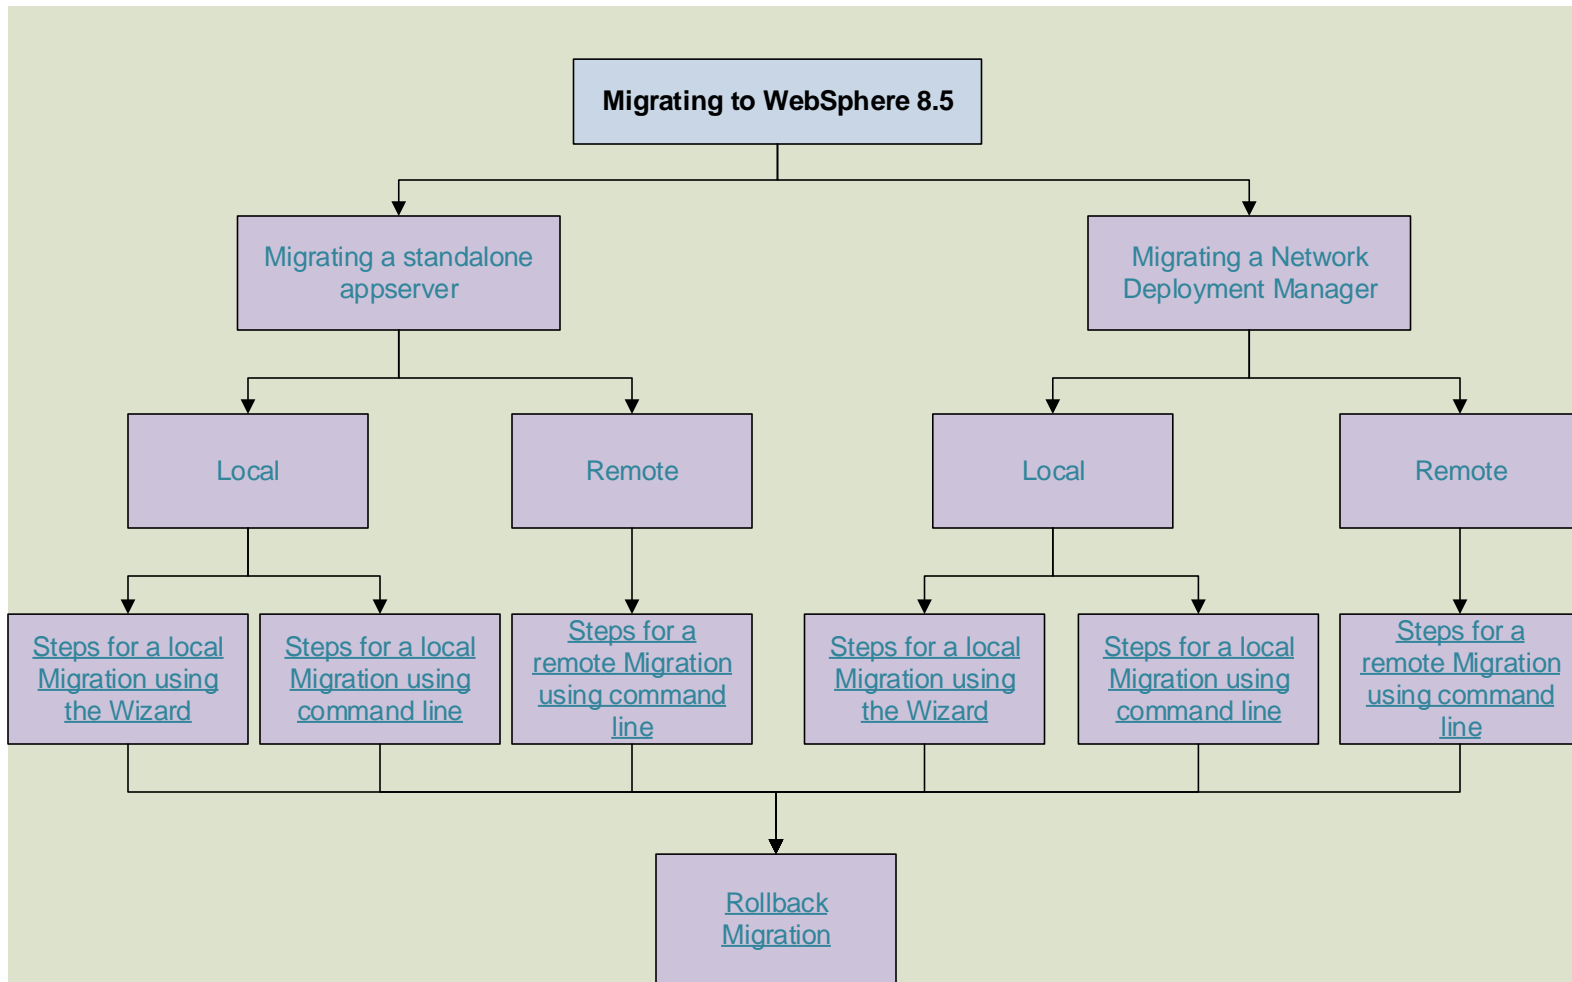 Migrating to WebSphere 8.5
Migrating a standalone
appserver
Migrating a Network
Deployment Manager
Local
Remote
Local
Remote
Steps for a local
Migration using
the Wizard
Steps for a local
Migration using
command line
Steps for a
remote Migration
using command
line
Steps for a local
Migration using
the Wizard
Steps for a local
Migration using
command line
Steps for a
remote Migration
using command
line
Rollback
Migration